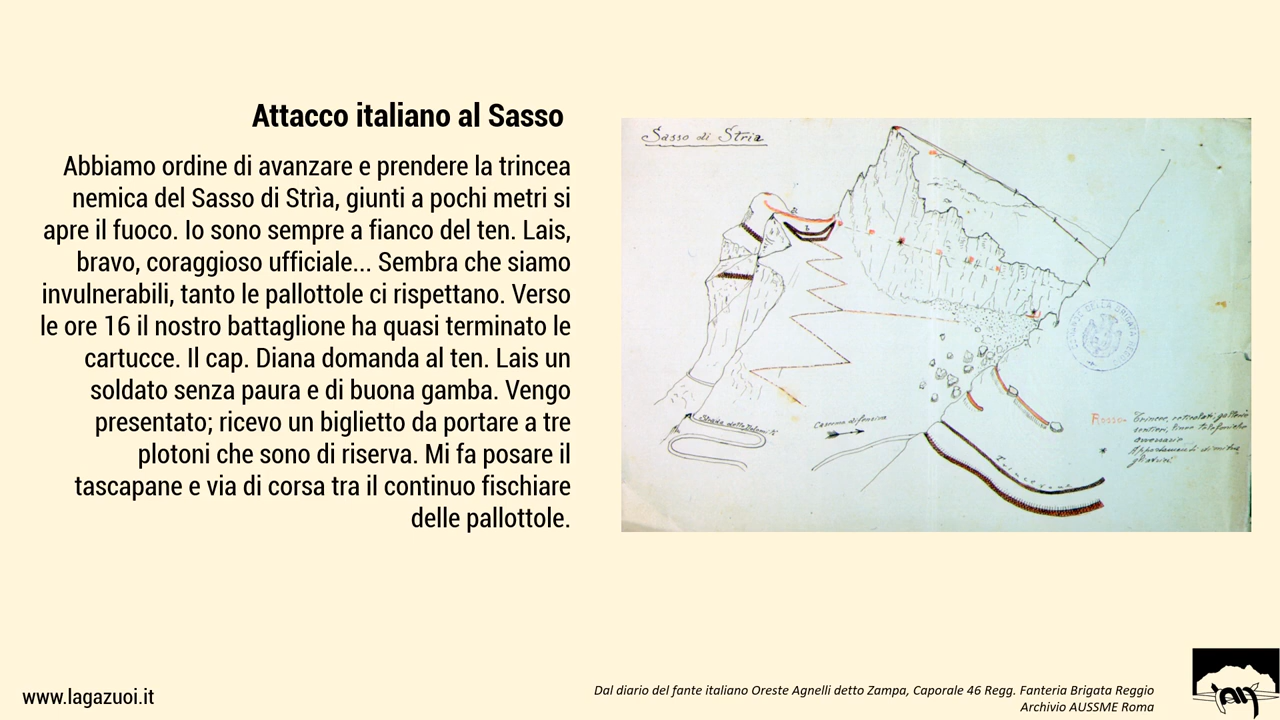 Attacco italiano al Sasso
Abbiamo ordine di avanzare e prendere la trincea
nemica del Sasso di Strìa, giunti a pochi metri si
apre il fuoco. Io sono sempre a fianco del ten. Lais,
bravo, coraggioso ufficiale... Sembra che siamo
invulnerabili, tanto le pallottole ci rispettano. Verso
le ore 16 il nostro battaglione ha quasi terminato le
cartucce. Il cap. Diana domanda al ten. Lais un
soldato senza paura e di buona gamba. Vengo
presentato; ricevo un biglietto da portare a tre
plotoni che sono di riserva. Mi fa posare il
tascapane e via di corsa tra il continuo fischiare
delle pallottole.
Sasso di Stria
Strada delle Dolomiti
Caserma difensiva
Trincerone
Rosso
www.lagazuoi.it
Dal diario del fante italiano Oreste Agnelli detto Zampa, Caporale 46 Regg. Fanteria Brigata Reggio
Archivio AUSSME Roma